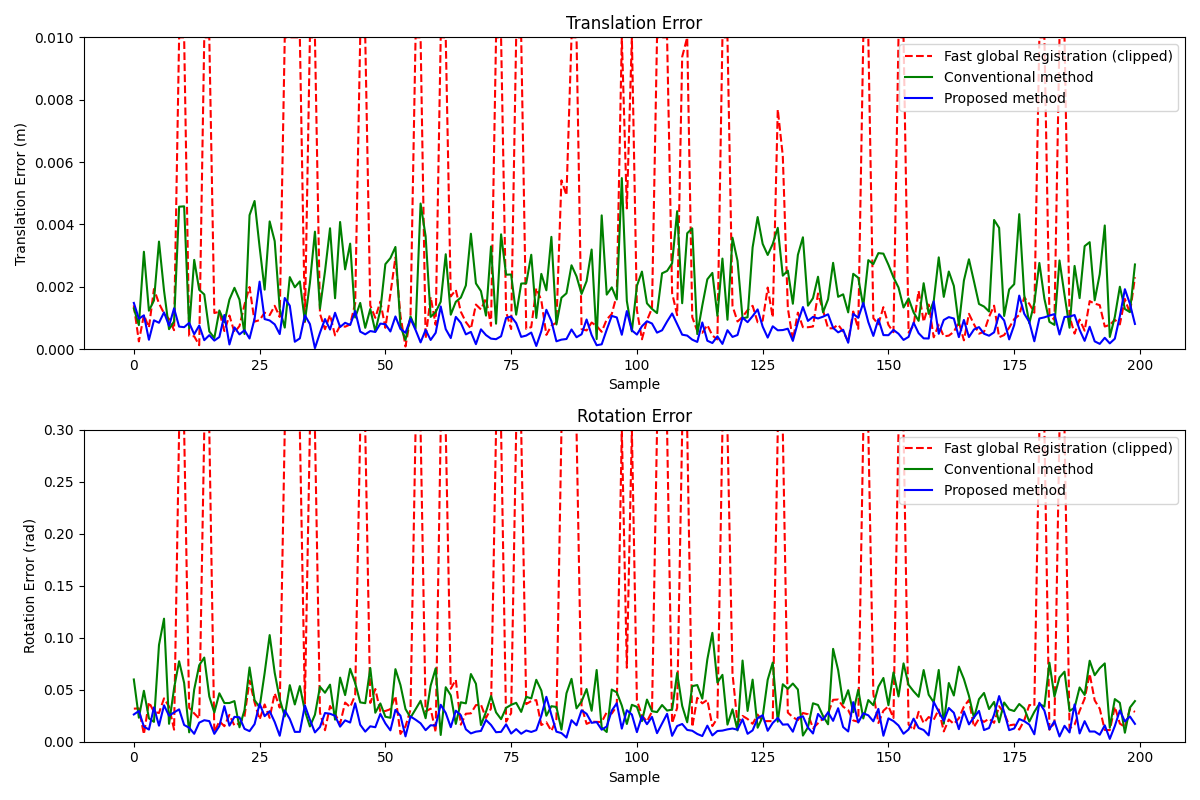 Translation Error
Translation Error (m)
0.010
0.008
0.006
0.004
0.002
0.000
Fast global Registration (clipped)
Conventional method
Proposed method
0 25 50 75 100 125 150 175 200
Sample
Rotation Error
Rotation Error (rad)
0.30
0.25
0.20
0.15
0.10
0.05
0.00
Fast global Registration (clipped)
Conventional method
Proposed method
0 25 50 75 100 125 150 175 200
Sample